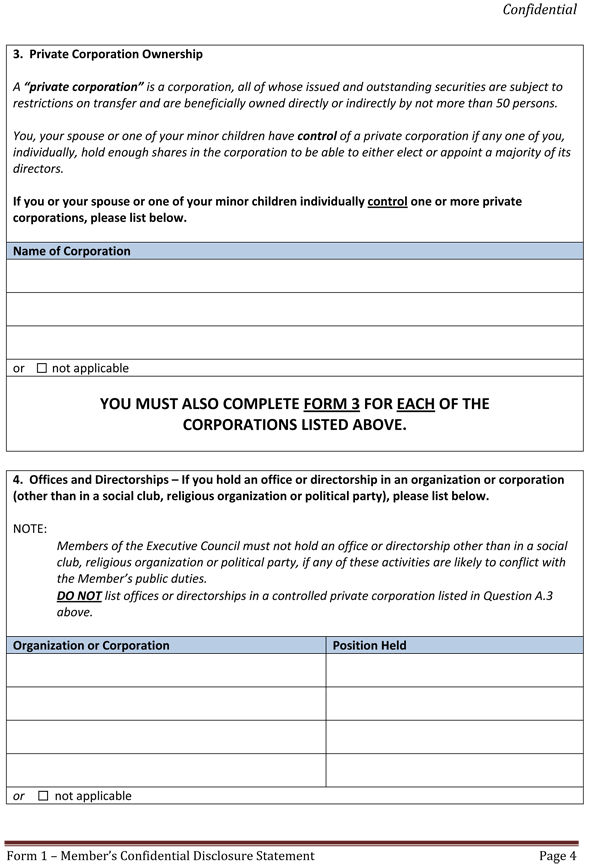 Confidential
3. Private Corporation Ownership
A “private corporation” is a corporation, all of whose issued and outstanding securities are subject to
restrictions on transfer and are beneficially owned directly or indirectly by not more than 50 persons.
You, your spouse or one of your minor children have control of a private corporation if any one of you,
individually, hold enough shares in the corporation to be able to either elect or appoint a majority of its
directors.
If you or your spouse or one of your minor children individually control one or more private
corporations, please list below.
Name of Corporation
or ☐ not applicable
YOU MUST ALSO COMPLETE FORM 3 FOR EACH OF THE
CORPORATIONS LISTED ABOVE.
4. Offices and Directorships – If you hold an office or directorship in an organization or corporation
(other than in a social club, religious organization or political party), please list below.
NOTE:
Members of the Executive Council must not hold an office or directorship other than in a social
club, religious organization or political party, if any of these activities are likely to conflict with
the Member’s public duties.
DO NOT list offices or directorships in a controlled private corporation listed in Question A.3
above.
Organization or Corporation Position Held
or ☐ not applicable
Form 1 – Member’s Confidential Disclosure Statement Page 4